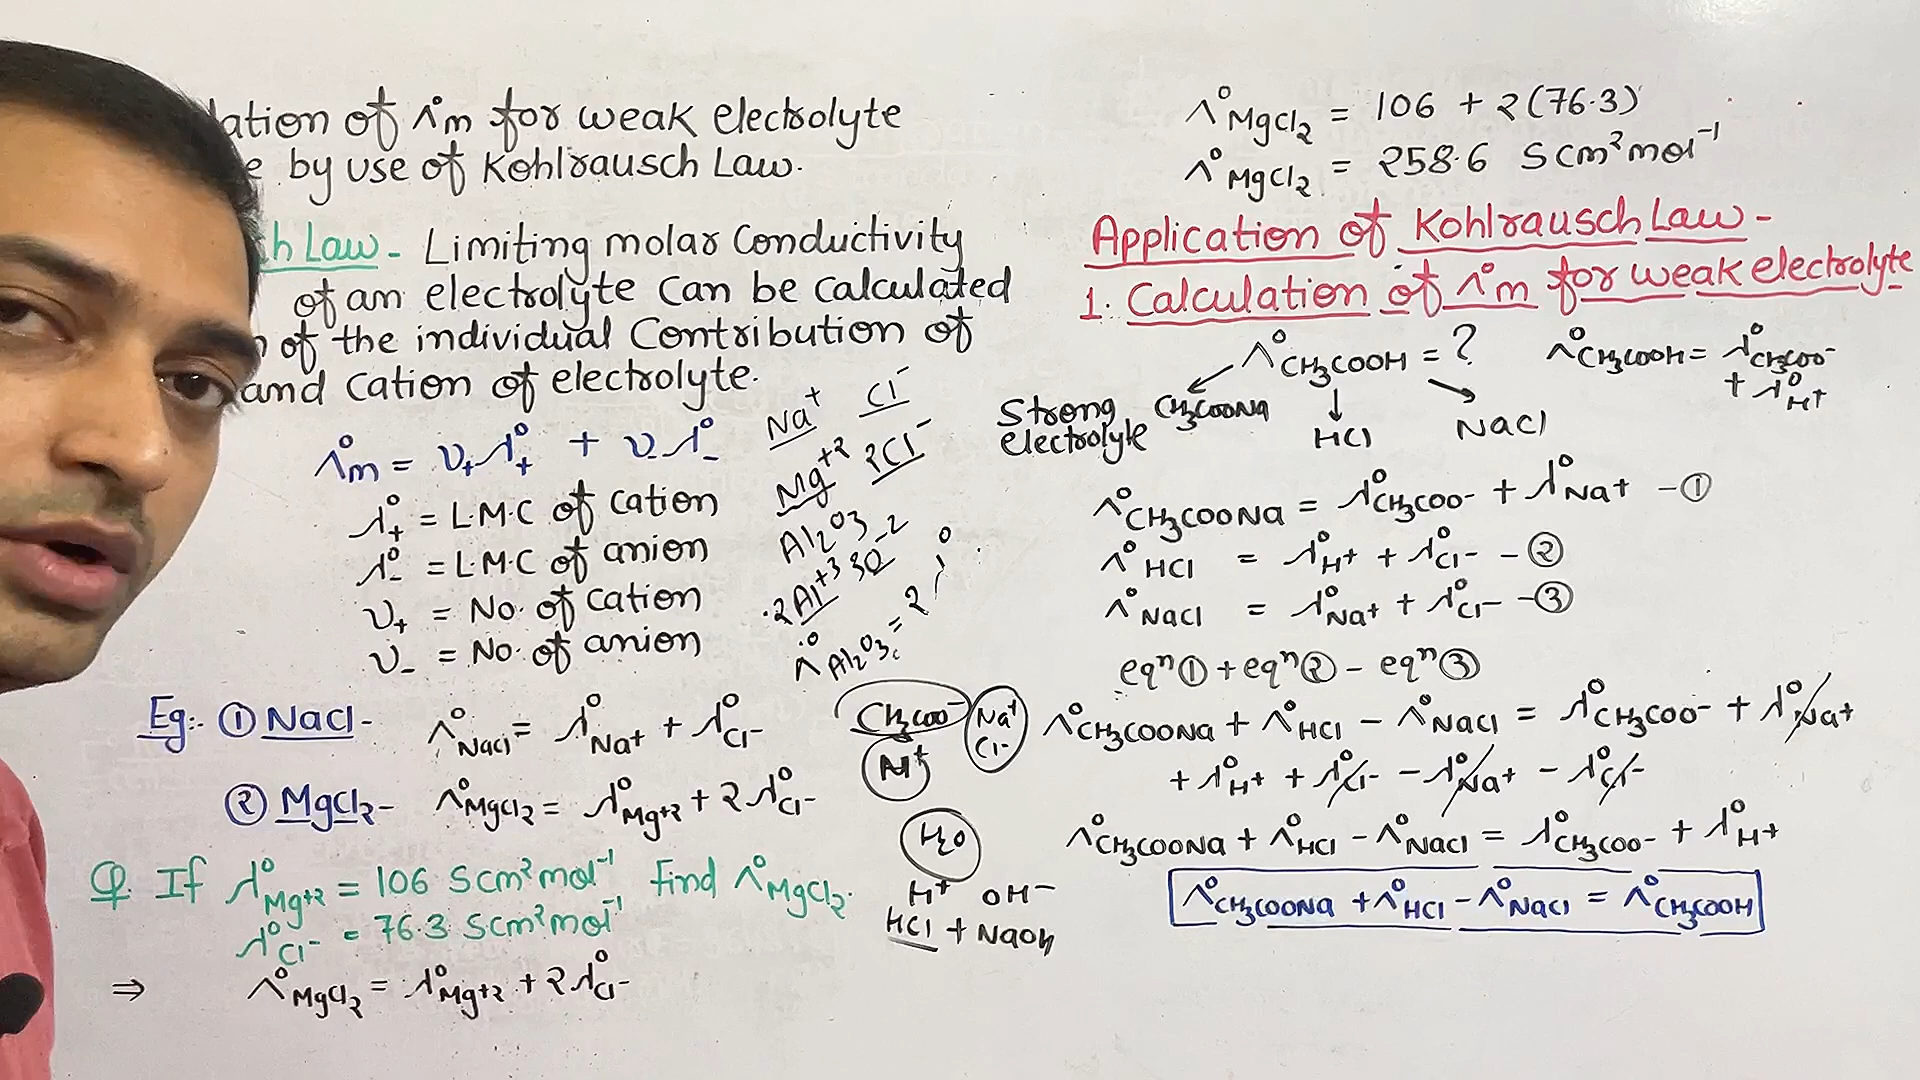 of Λ°m for weak electrolyte
by use of Kohlrausch Law.
Law - Limiting molar Conductivity
of an electrolyte Can be Calculated
of the individual Contribution of
and Cation of electrolyte.
Λ°m = ν₊λ°₊ + ν₋λ°₋
λ°₊ = L.M.C of Cation
λ°₋ = L.M.C of anion
ν₊ = No. of Cation
ν₋ = No. of anion
Na⁺ Cl⁻
Mg⁺² 2Cl⁻
Al₂O₃
2Al⁺³ 3O⁻²
Λ°Al₂O₃ = 2λ°
Eg:- ① NaCl - Λ°NaCl = λ°Na⁺ + λ°Cl⁻
② MgCl₂ - Λ°MgCl₂ = λ°Mg⁺² + 2λ°Cl⁻
Q. If λ°Mg⁺² = 106 Scm²mol⁻¹ Find Λ°MgCl₂.
λ°Cl⁻ = 76.3 Scm²mol⁻¹
⇒ Λ°MgCl₂ = λ°Mg⁺² + 2λ°Cl⁻
CH₃COO⁻ Na⁺
H⁺ Cl⁻
H₂O
H⁺ OH⁻
HCl + NaOH
Λ°MgCl₂ = 106 + 2(76.3)
Λ°MgCl₂ = 258.6 Scm²mol⁻¹
Application of Kohlrausch Law -
1. Calculation of Λ°m for weak electrolyte
Λ°CH₃COOH = ? Λ°CH₃COOH = λ°CH₃COO⁻
+ λ°H⁺
Strong CH₃COONa
electrolyte HCl NaCl
Λ°CH₃COONa = λ°CH₃COO⁻ + λ°Na⁺ - ①
Λ°HCl = λ°H⁺ + λ°Cl⁻ - ②
Λ°NaCl = λ°Na⁺ + λ°Cl⁻ - ③
eqⁿ① + eqⁿ② - eqⁿ③
Λ°CH₃COONa + Λ°HCl - Λ°NaCl = λ°CH₃COO⁻ + λ°Na⁺
+ λ°H⁺ + λ°Cl⁻ - λ°Na⁺ - λ°Cl⁻
Λ°CH₃COONa + Λ°HCl - Λ°NaCl = λ°CH₃COO⁻ + λ°H⁺
Λ°CH₃COONa + Λ°HCl - Λ°NaCl = Λ°CH₃COOH